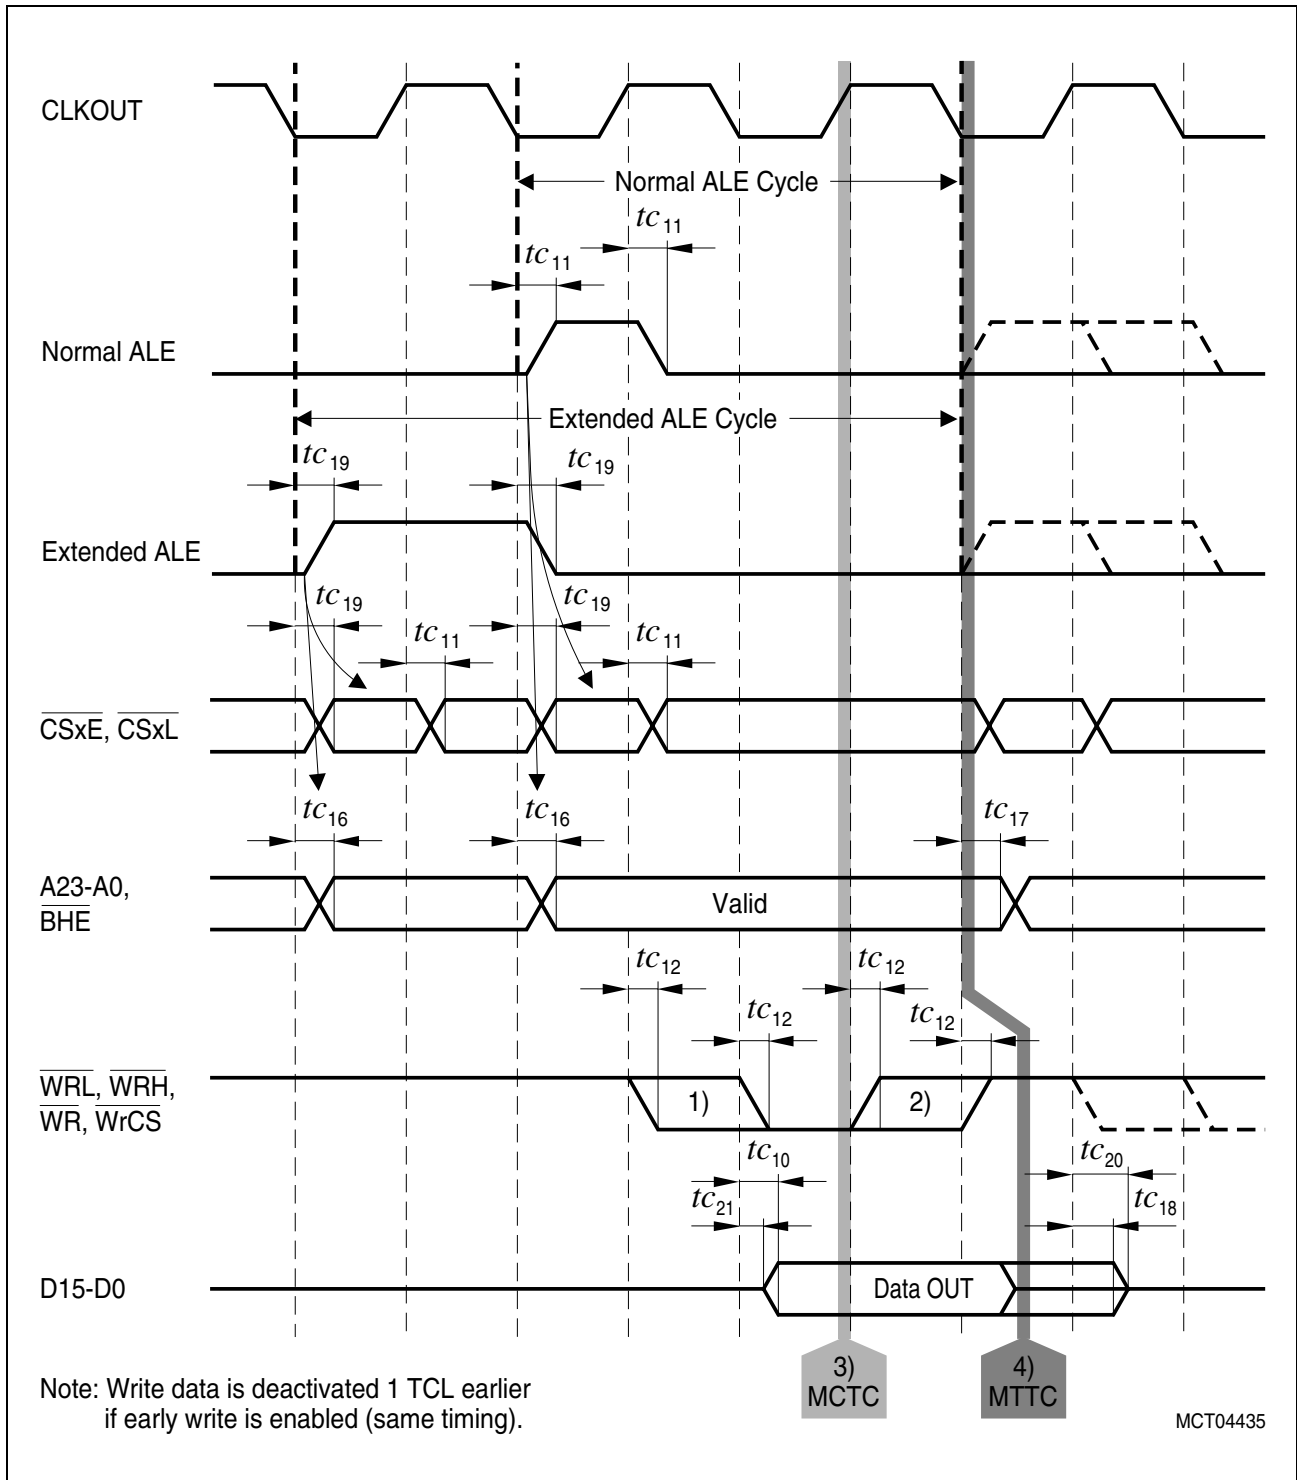 CLKOUT
Normal ALE Cycle
tc11
tc11
Normal ALE
Extended ALE Cycle
tc19
tc19
Extended ALE
tc19
tc19
tc11
tc11
CSxE, CSxL
tc16
tc16
tc17
A23-A0,
BHE
Valid
tc12
tc12
tc12
tc12
WRL, WRH,
WR, WrCS
1)
2)
tc10
tc20
tc21
tc18
D15-D0
Data OUT
3)
MCTC
4)
MTTC
Note: Write data is deactivated 1 TCL earlier
if early write is enabled (same timing).
MCT04435